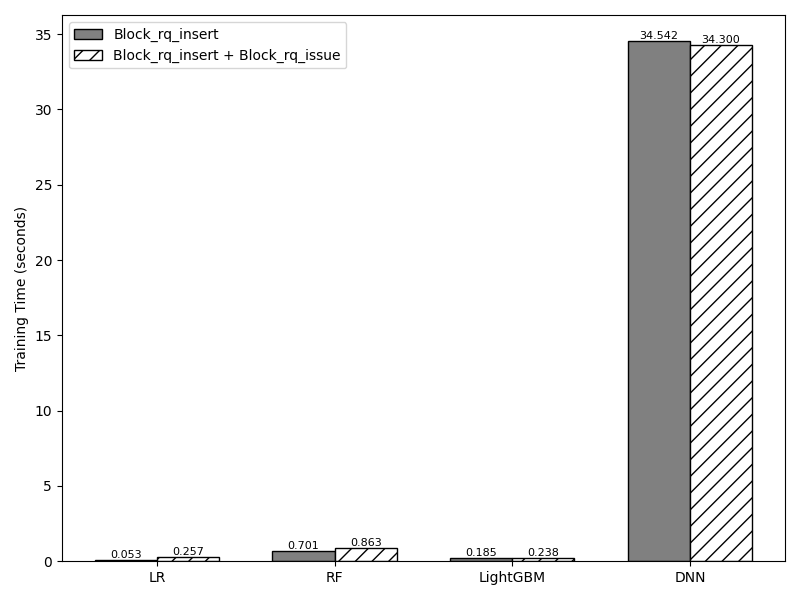 Block_rq_insert
Block_rq_insert + Block_rq_issue
Training Time (seconds)
35
30
25
20
15
10
5
0
0.053
0.257
0.701
0.863
0.185
0.238
34.542
34.300
LR
RF
LightGBM
DNN